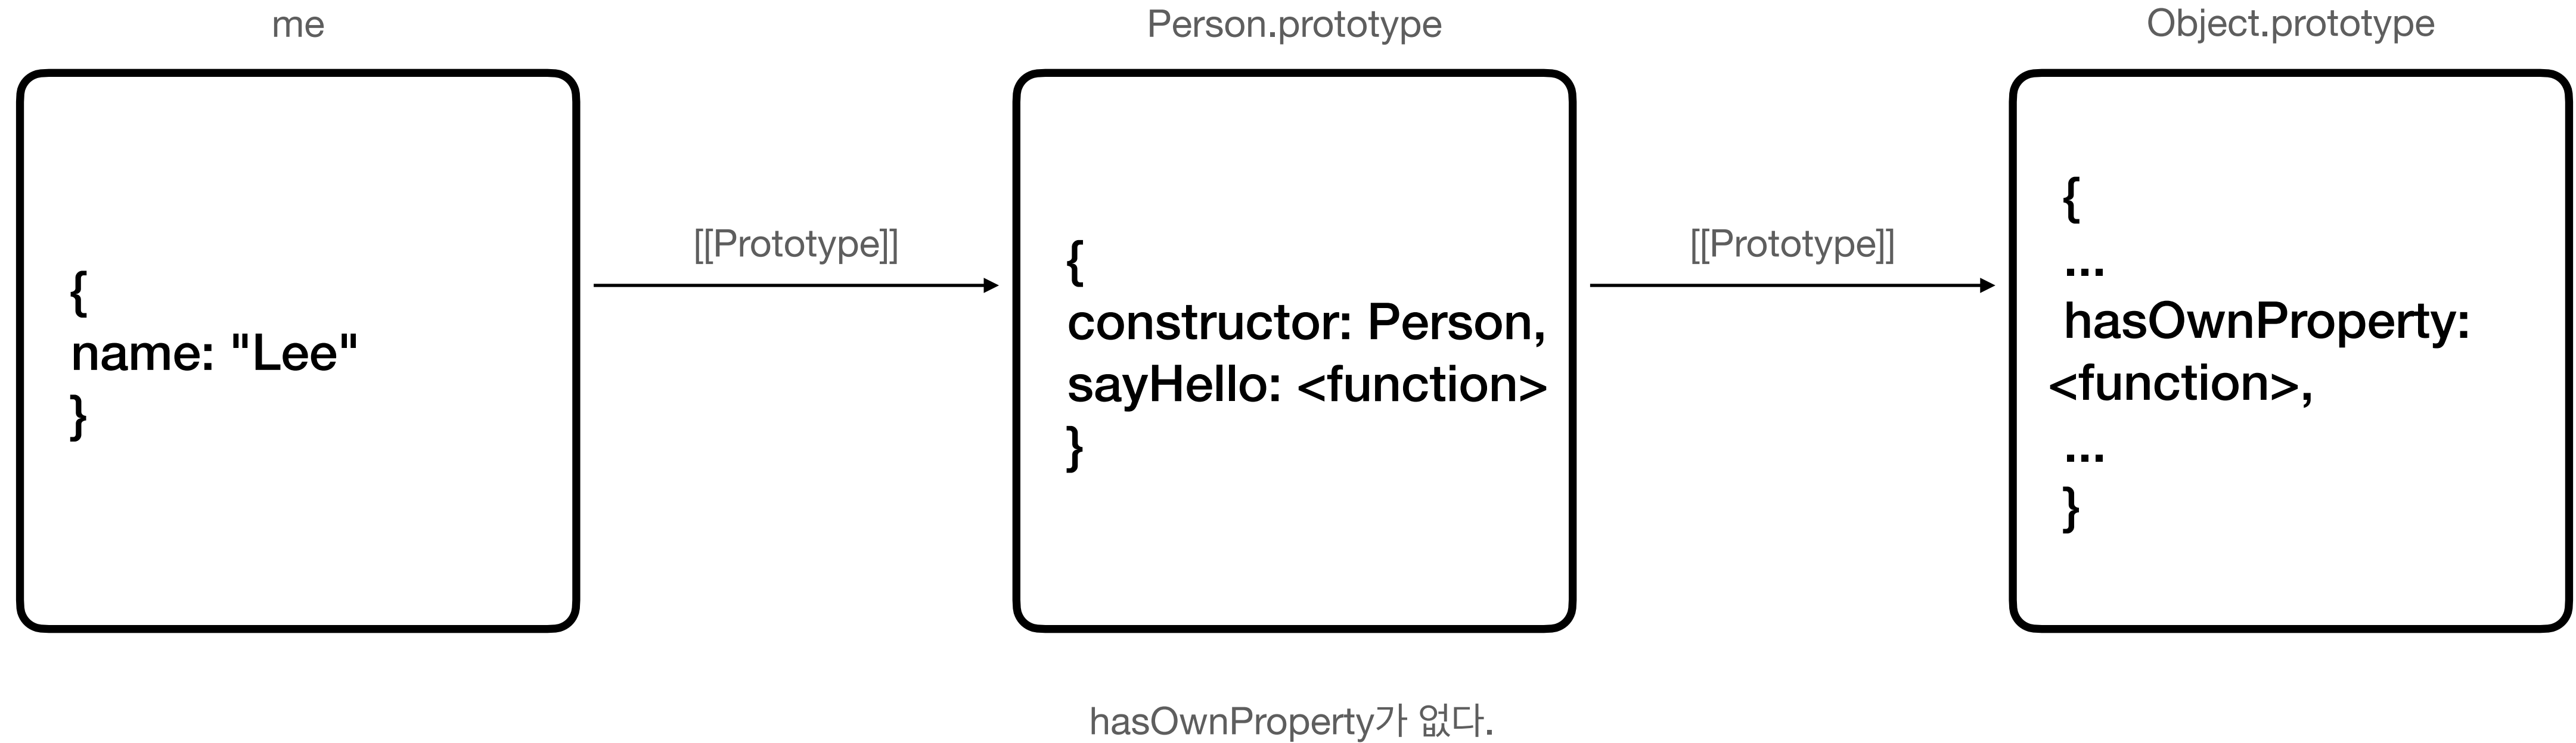 me
{
name: "Lee"
}
[[Prototype]]
Person.prototype
{
constructor: Person,
sayHello: <function>
}
hasOwnProperty가 없다.
[[Prototype]]
Object.prototype
{
...
hasOwnProperty:
<function>,
...
}